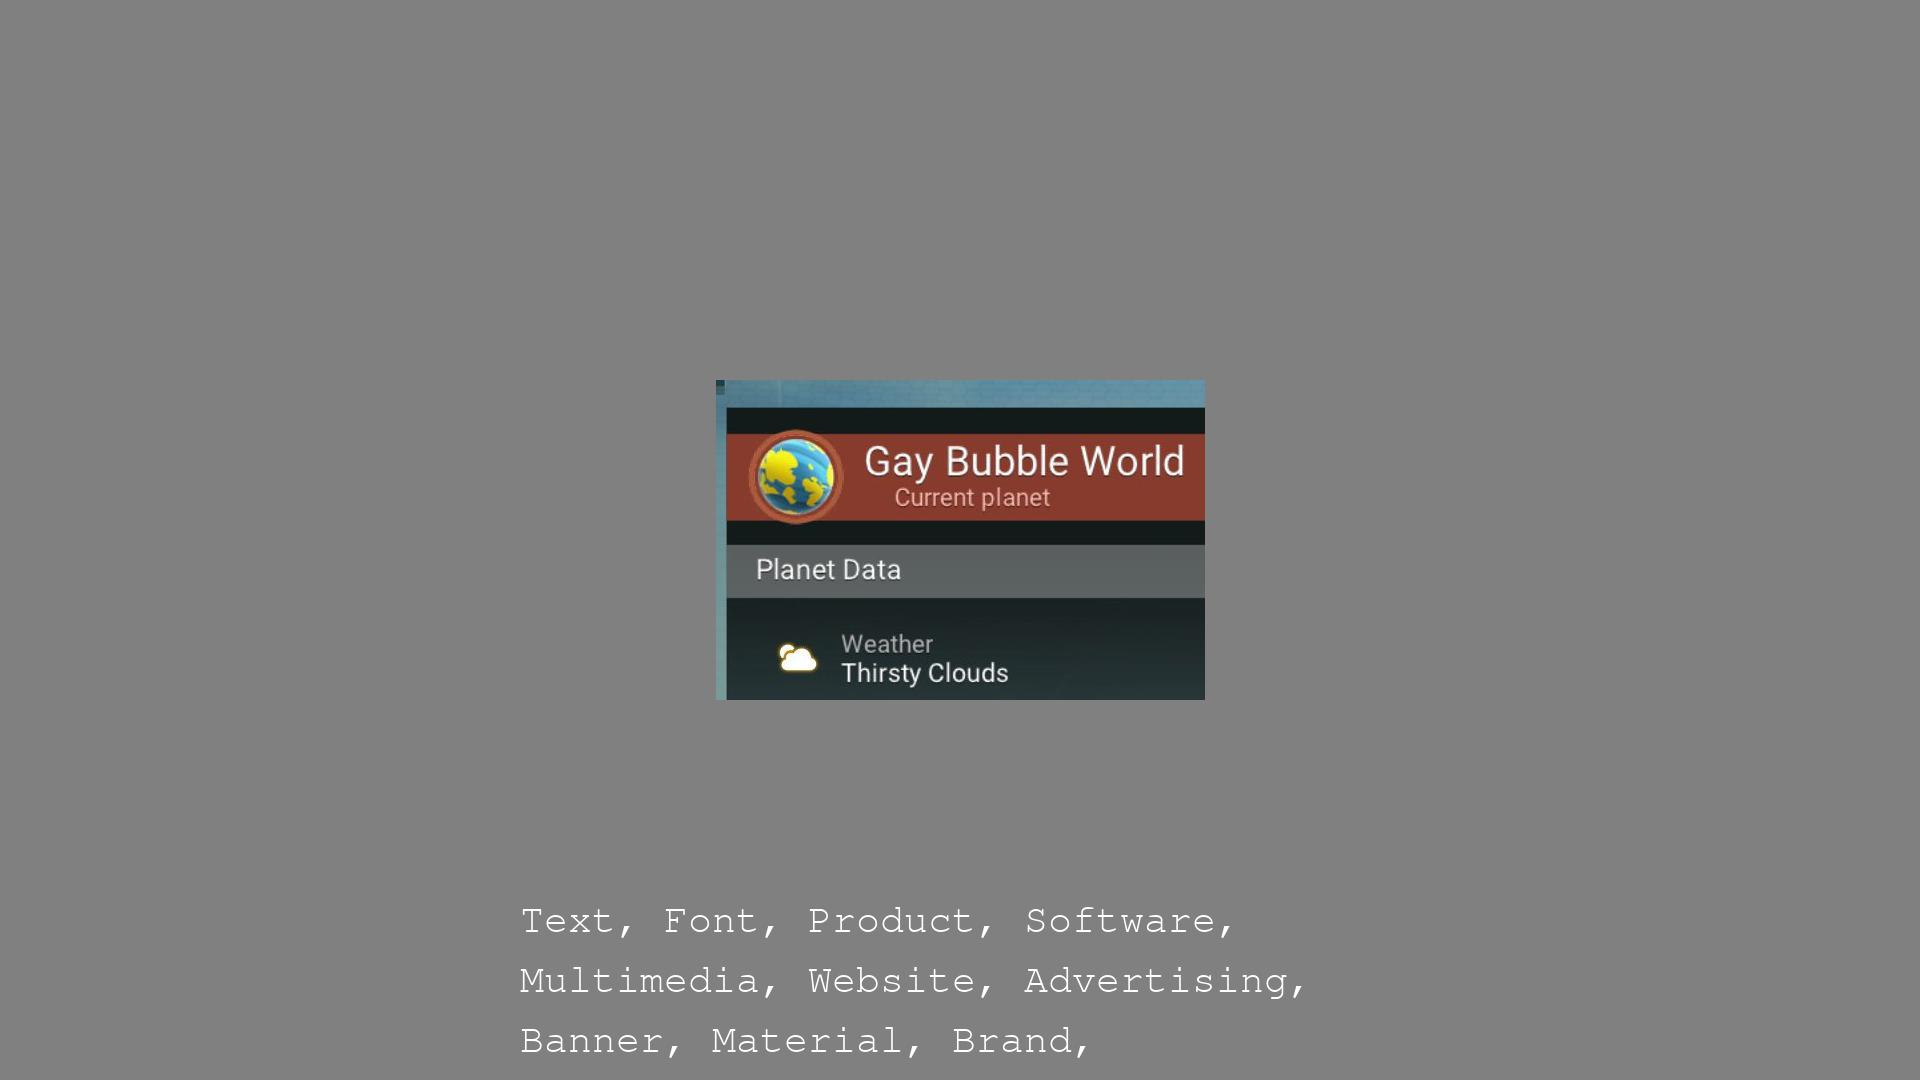 Gay Bubble World
Current planet
Planet Data
Weather
Thirsty Clouds
Text, Font, Product, Software,
Multimedia, Website, Advertising,
Banner, Material, Brand,